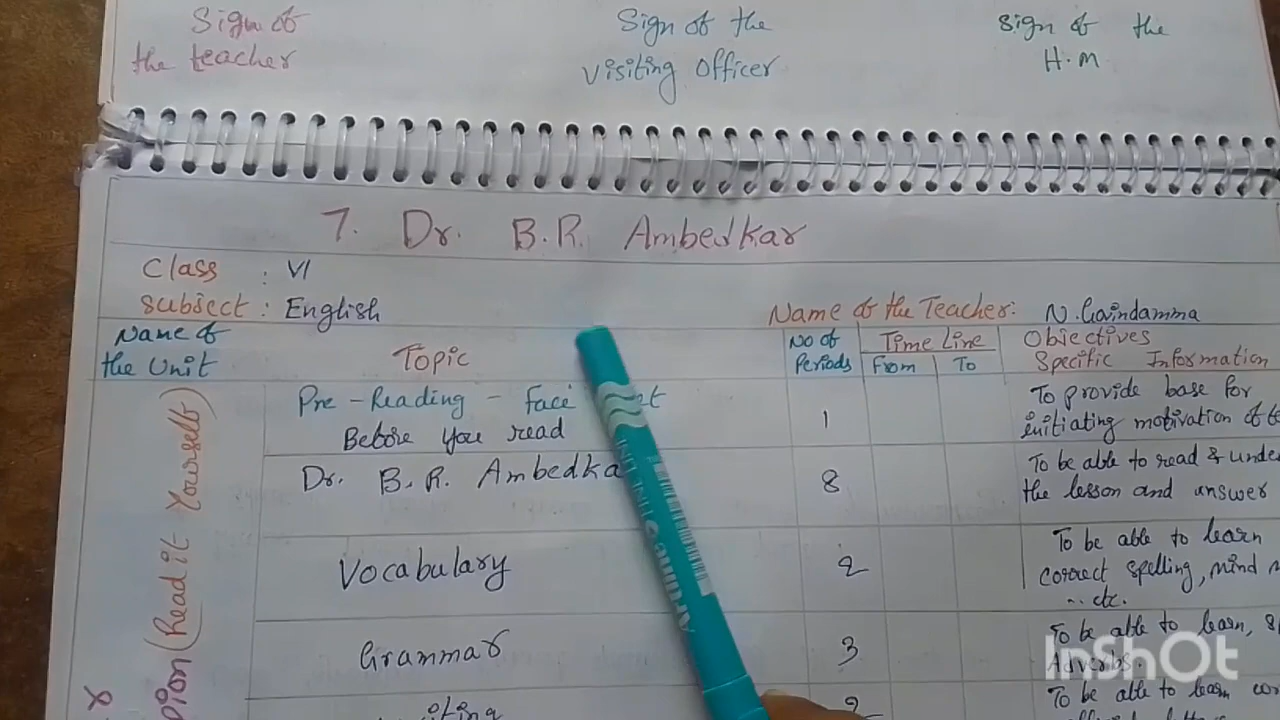 Sign of the teacher
Sign of the visiting officer
Sign of the H.M
7. Dr. B.R. Ambedkar
Class : VI
Subject : English
Name of the Teacher: N. Govindamma
Name of the Unit
Topic
No of Periods
Time Line
From
To
Objectives Specific Information
(Read it Yourself)
Pre-Reading - Face
Before you read
1
To provide base for
initiating motivation of
Dr. B.R. Ambedka
8
To be able to read &
the lesson and answer
Vocabulary
2
To be able to learn
correct spelling, mind
..etc.
Grammar
3
To be able to learn,
Adverbs.
2
To be able to learn
InShOt